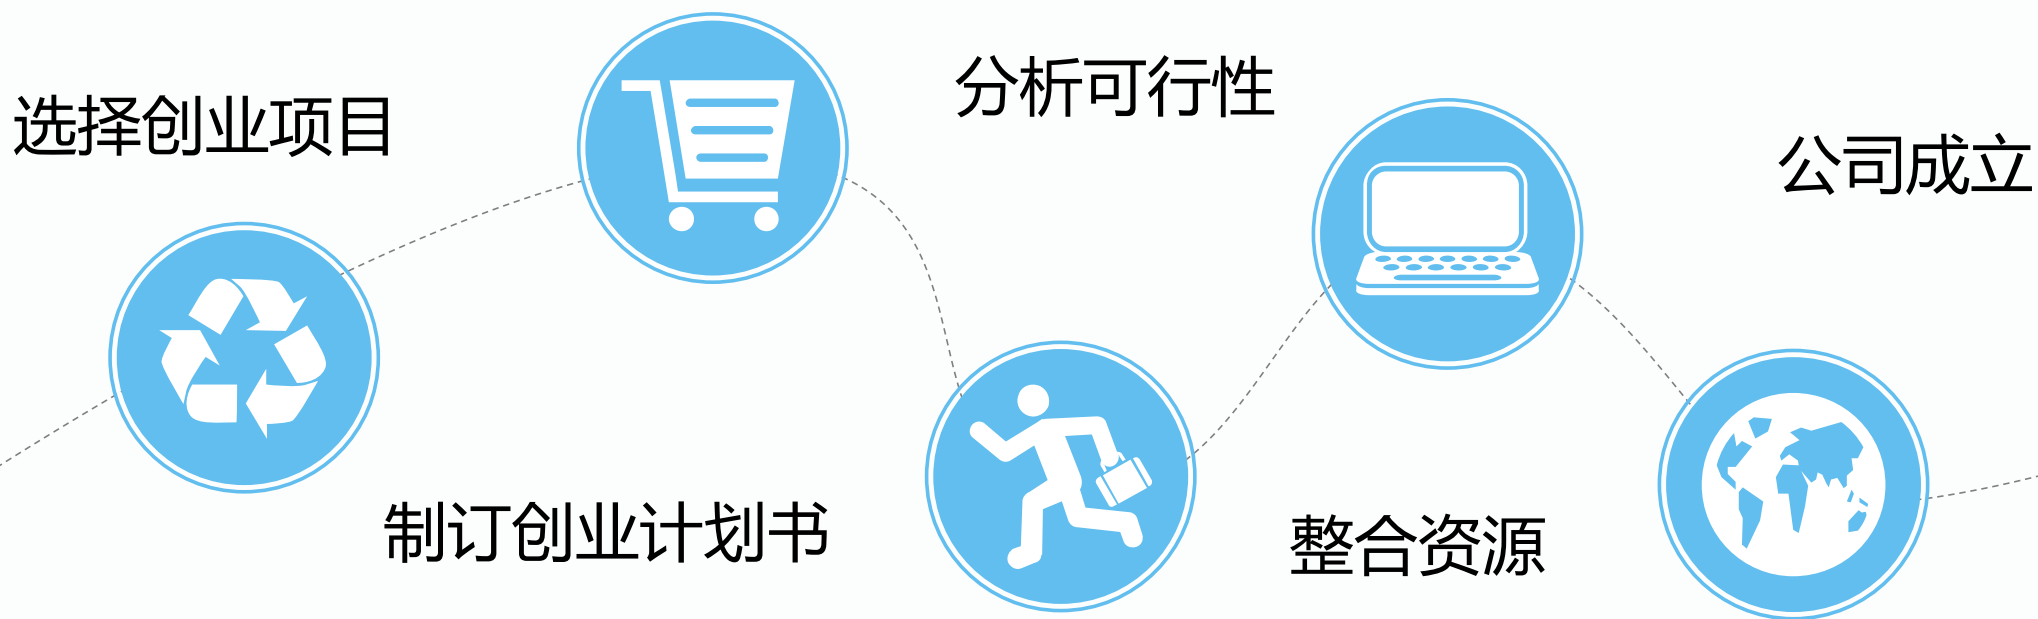 选择创业项目
制订创业计划书
分析可行性
整合资源
公司成立